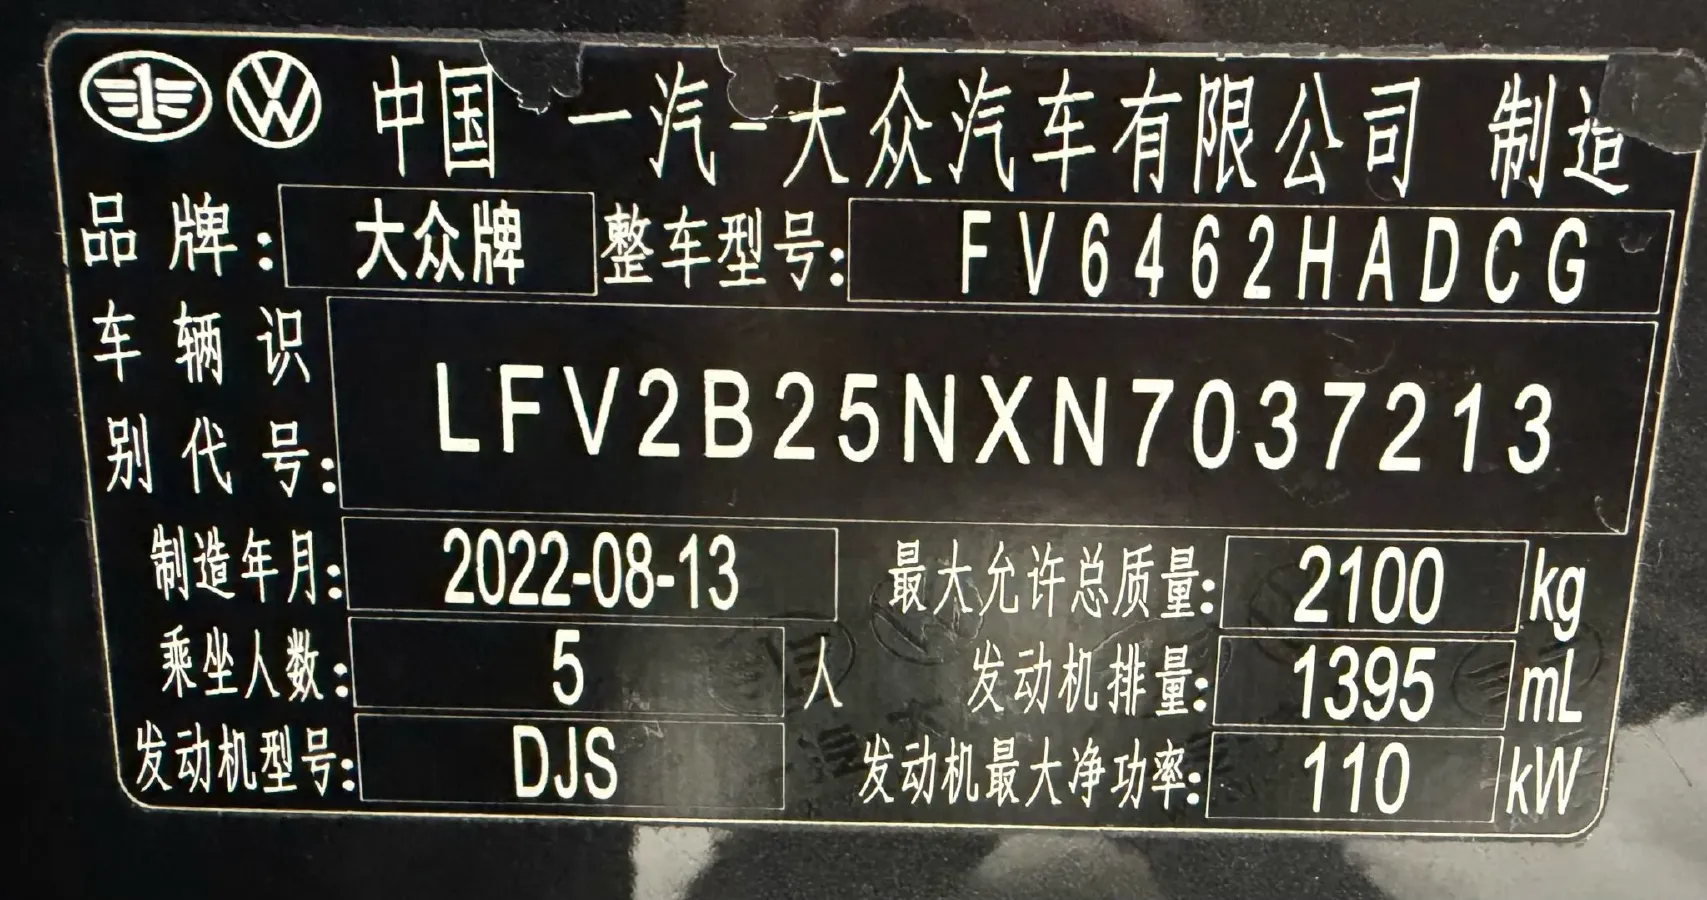 中国 一汽-大众汽车有限公司 制造
品牌: 大众牌 整车型号: FV6462HADCG
车辆识别代号: LFV2B25NXN7037213
制造年月: 2022-08-13 最大允许总质量: 2100 kg
乘坐人数: 5 人 发动机排量: 1395 mL
发动机型号: DJS 发动机最大净功率: 110 kW